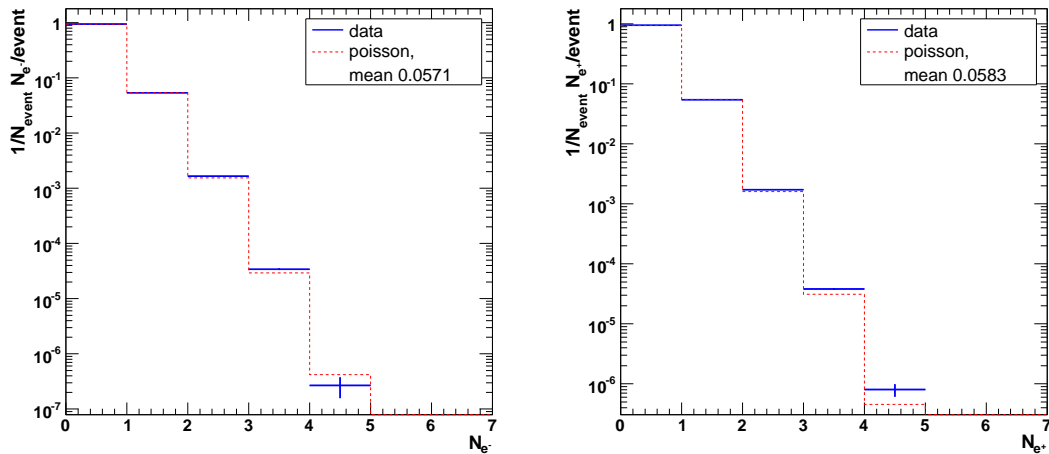 1/N_event N_e-/event
1
10^-1
10^-2
10^-3
10^-4
10^-5
10^-6
10^-7
data
poisson,
mean 0.0571
0 1 2 3 4 5 6 7
N_e-
1/N_event N_e+/event
1
10^-1
10^-2
10^-3
10^-4
10^-5
10^-6
data
poisson,
mean 0.0583
0 1 2 3 4 5 6 7
N_e+